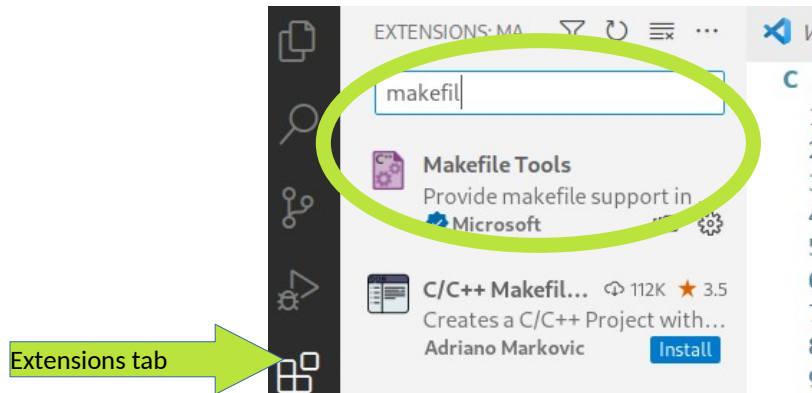 EXTENSIONS: MA
makefil
C
C++
Makefile Tools
Provide makefile support in
Microsoft
C/C++ Makefil... 112K ★ 3.5
Creates a C/C++ Project with...
Adriano Markovic Install
Extensions tab